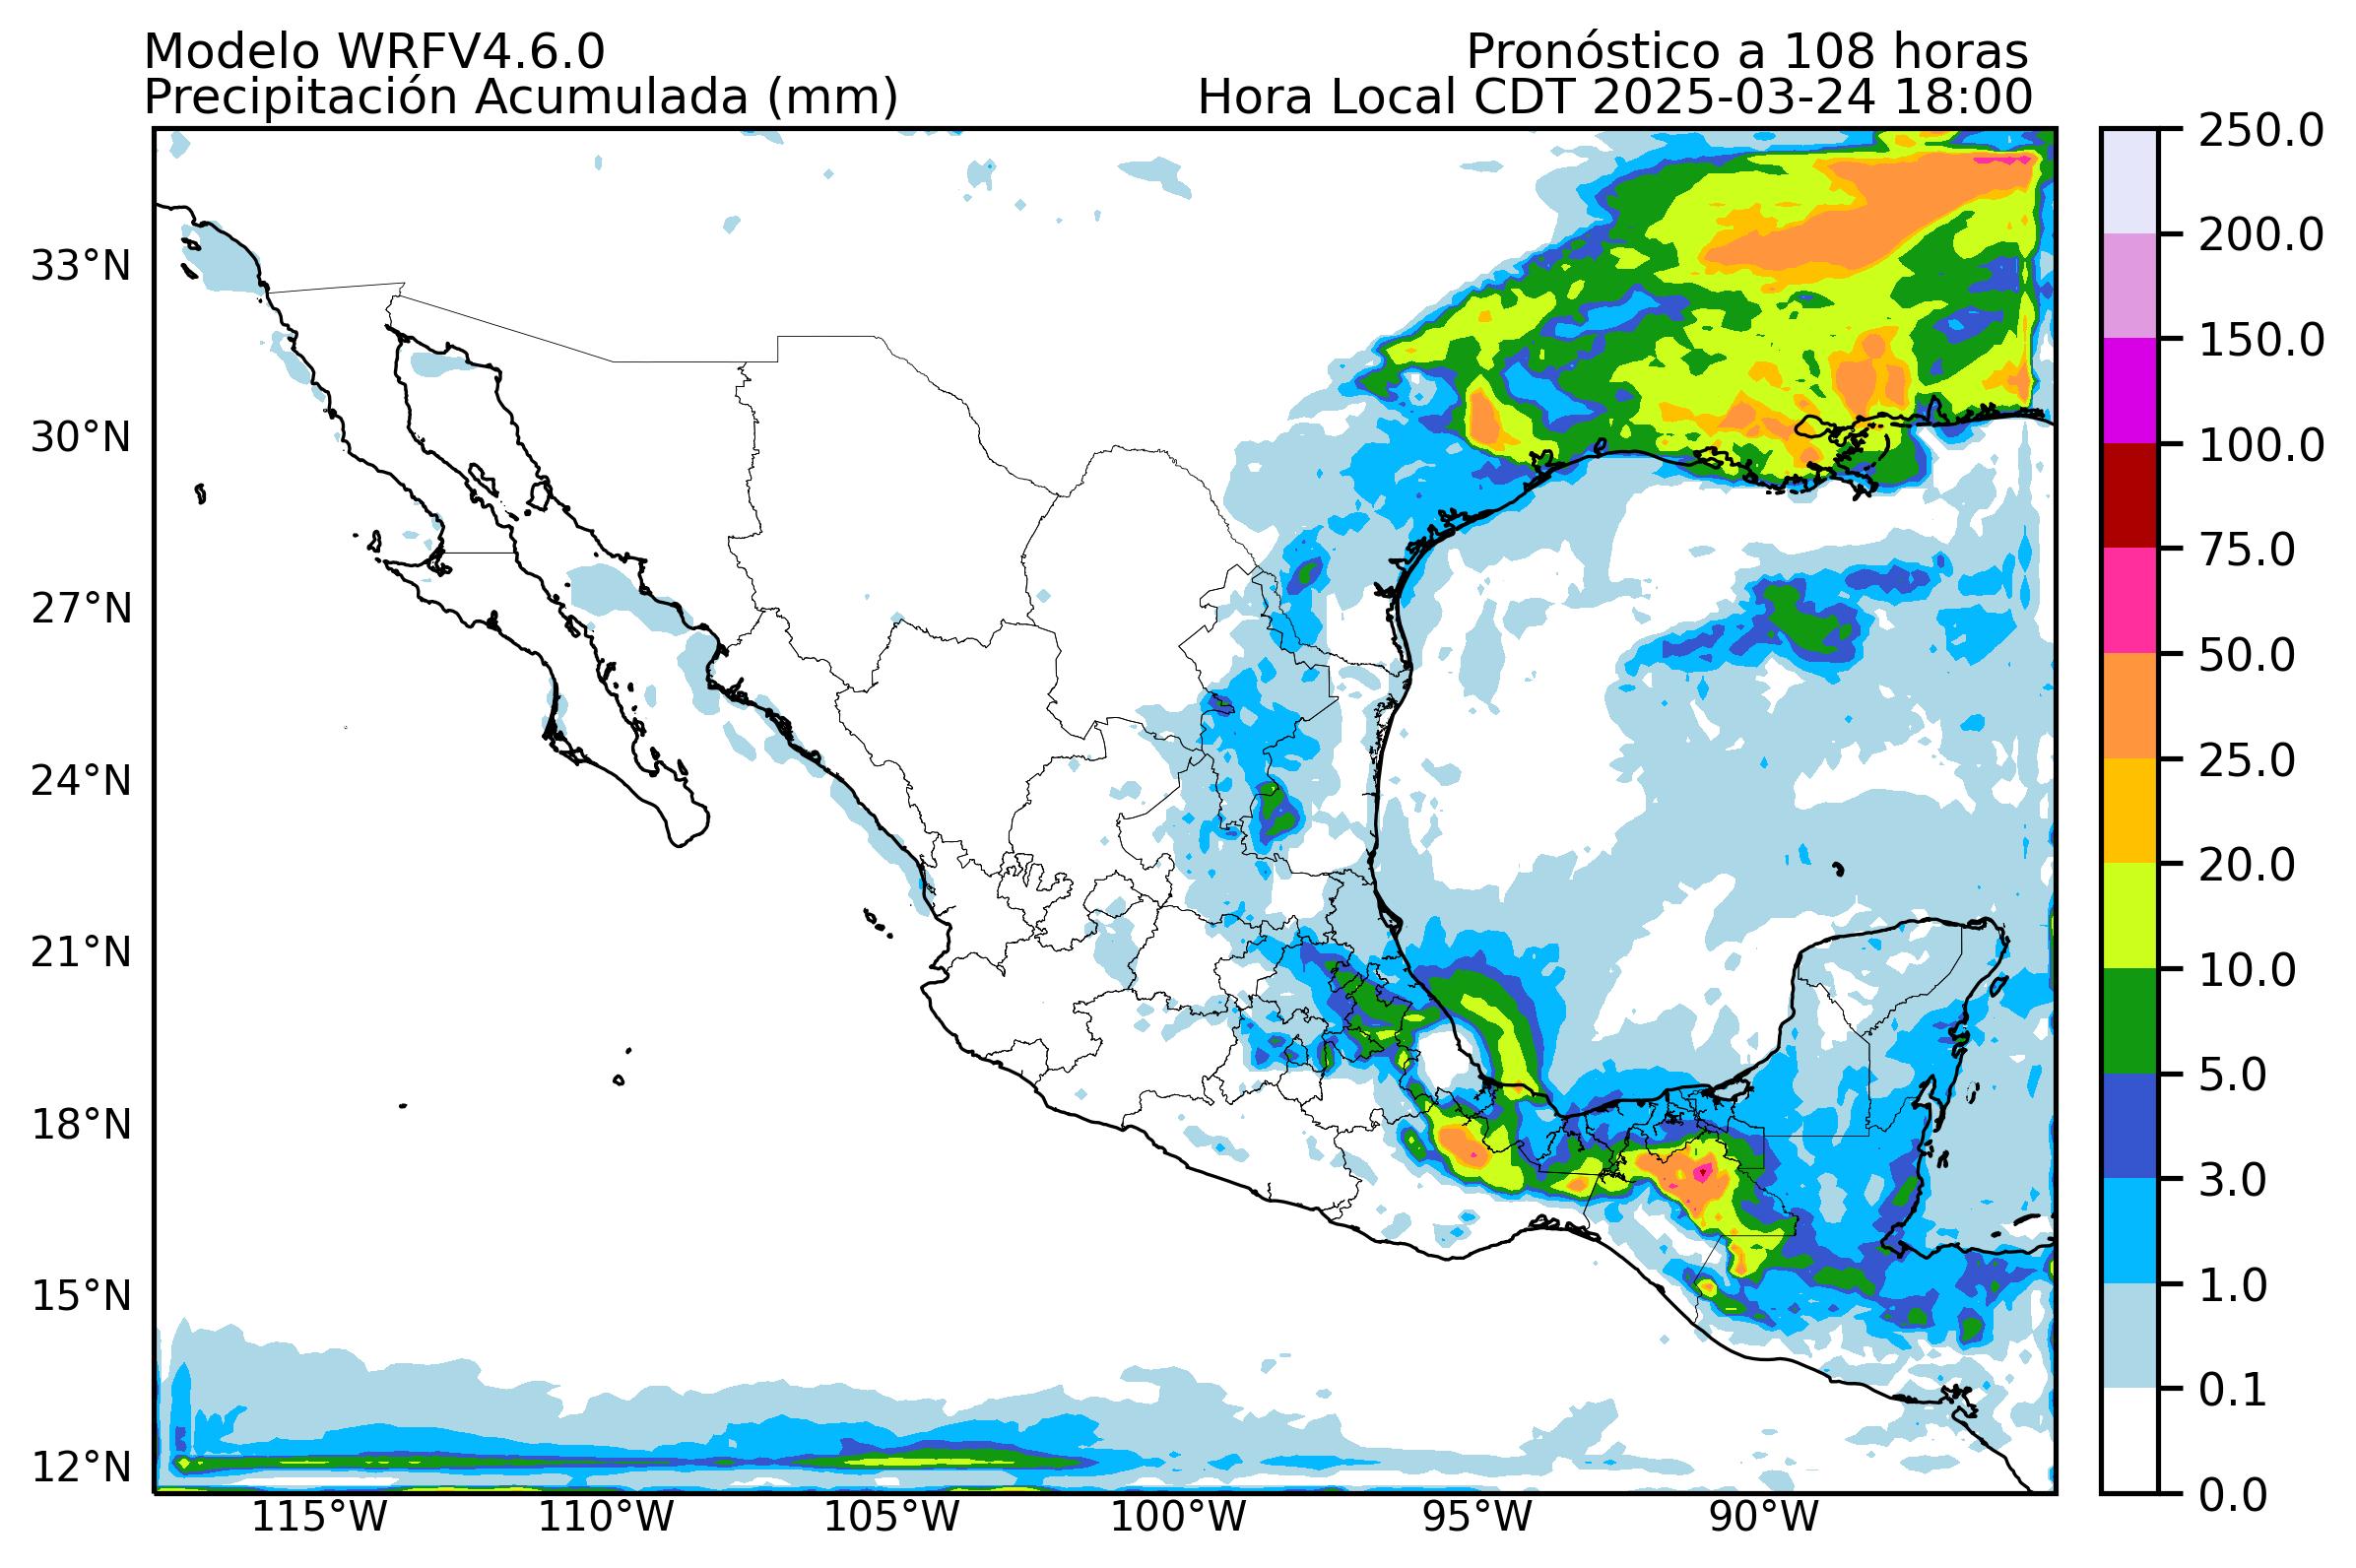 Modelo WRFV4.6.0
Pronóstico a 108 horas
Precipitación Acumulada (mm)
Hora Local CDT 2025-03-24 18:00
33°N
30°N
27°N
24°N
21°N
18°N
15°N
12°N
115°W
110°W
105°W
100°W
95°W
90°W
250.0
200.0
150.0
100.0
75.0
50.0
25.0
20.0
10.0
5.0
3.0
1.0
0.1
0.0